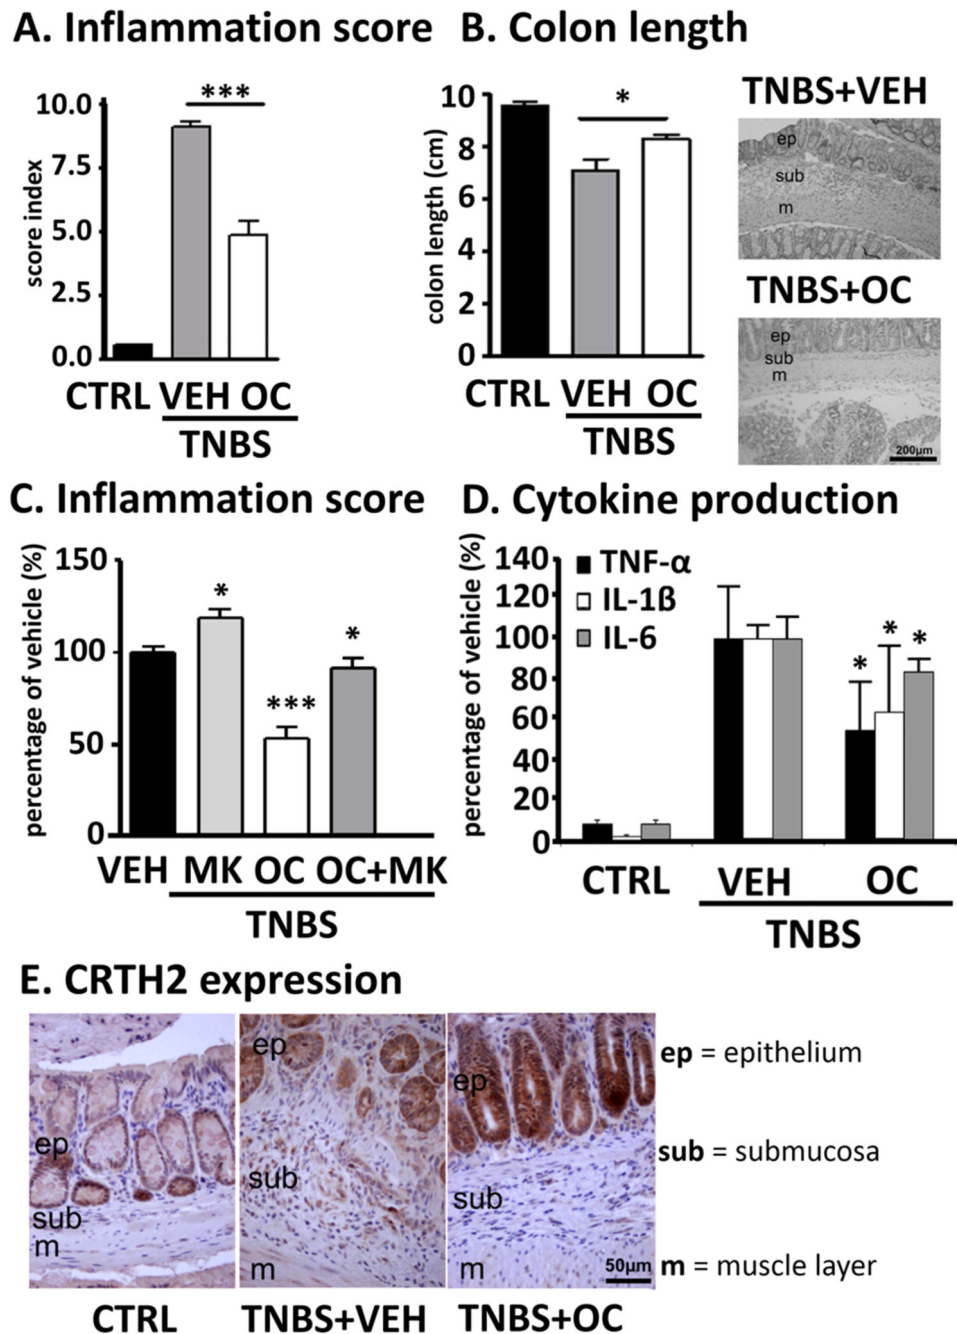 A. Inflammation score
score index
10.0
7.5
5.0
2.5
0.0
***
CTRL VEH OC
TNBS
B. Colon length
colon length (cm)
10
8
6
4
2
0
*
CTRL VEH OC
TNBS
TNBS+VEH
ep
sub
m
TNBS+OC
ep
sub
m
200µm
C. Inflammation score
percentage of vehicle (%)
150
100
50
0
*
***
*
VEH MK OC OC+MK
TNBS
D. Cytokine production
percentage of vehicle (%)
140
120
100
80
60
40
20
0
TNF-α
IL-1ß
IL-6
* * *
CTRL VEH OC
TNBS
E. CRTH2 expression
ep
sub
m
ep
sub
m
ep
sub
m
50µm
CTRL TNBS+VEH TNBS+OC
ep = epithelium
sub = submucosa
m = muscle layer